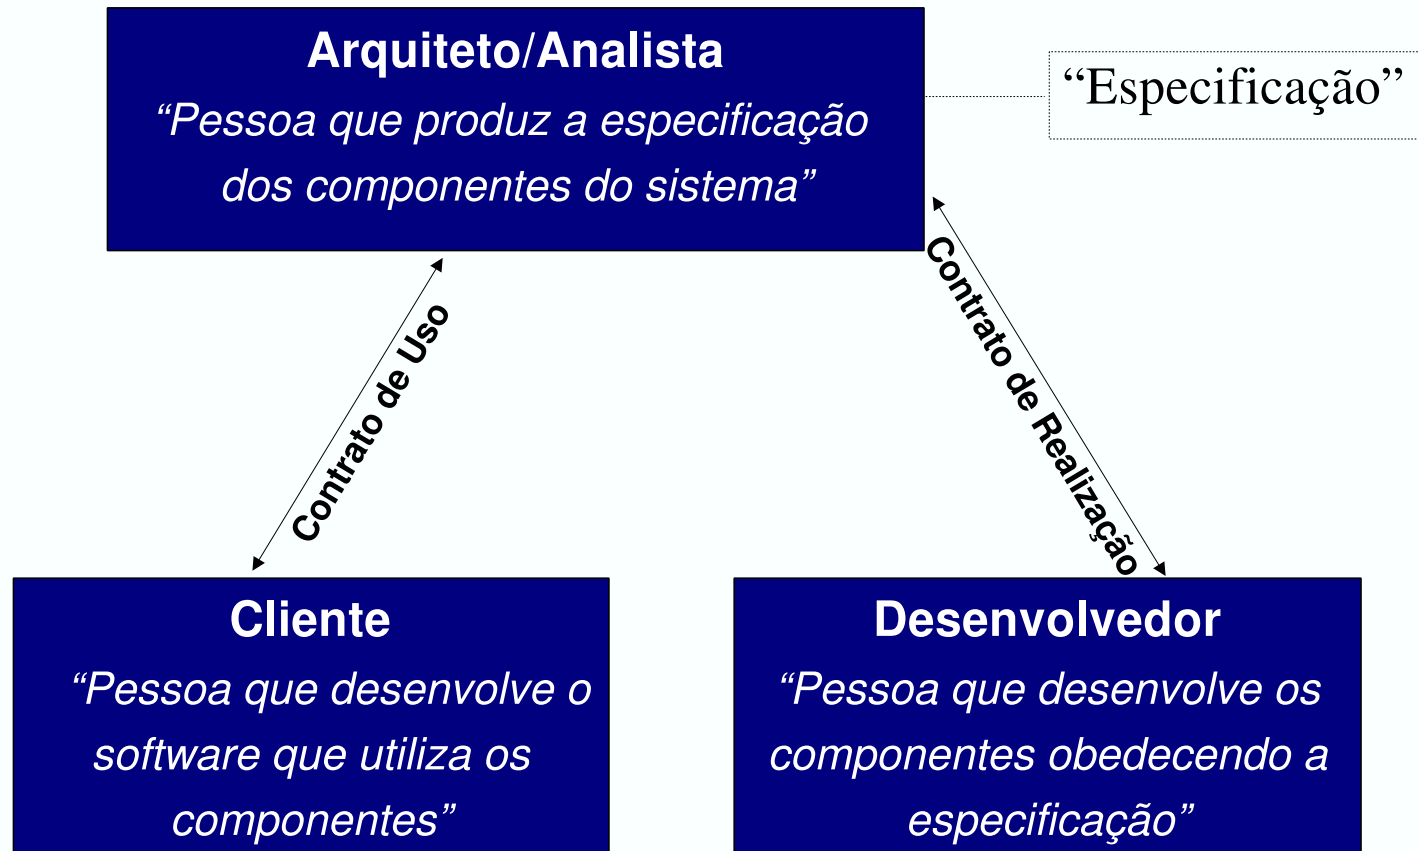 Arquiteto/Analista
“Pessoa que produz a especificação
dos componentes do sistema”
“Especificação”
Contrato de Uso
Contrato de Realização
Cliente
“Pessoa que desenvolve o
software que utiliza os
componentes”
Desenvolvedor
“Pessoa que desenvolve os
componentes obedecendo a
especificação”